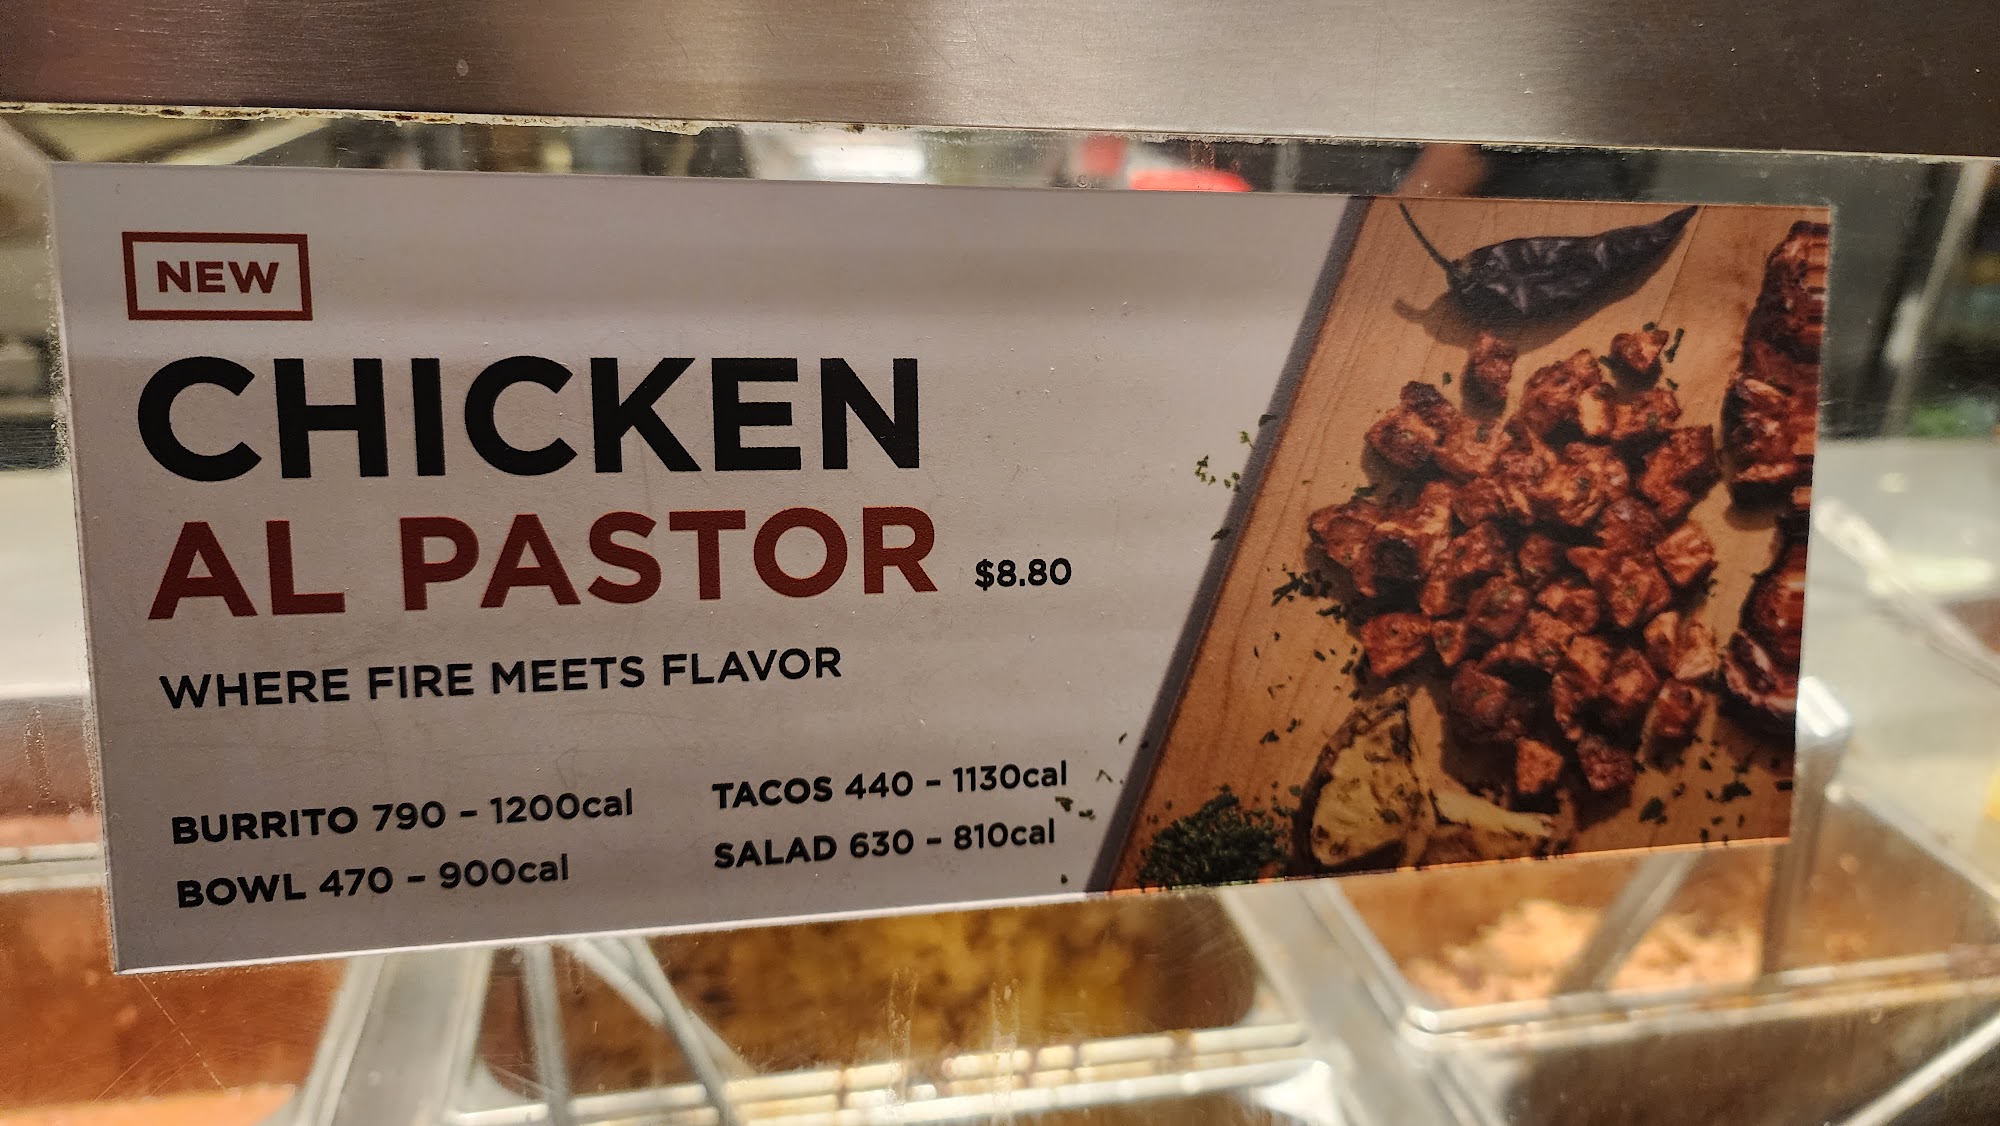 NEW
CHICKEN
AL PASTOR $8.80
WHERE FIRE MEETS FLAVOR
BURRITO 790 – 1200cal
BOWL 470 – 900cal
TACOS 440 – 1130cal
SALAD 630 – 810cal